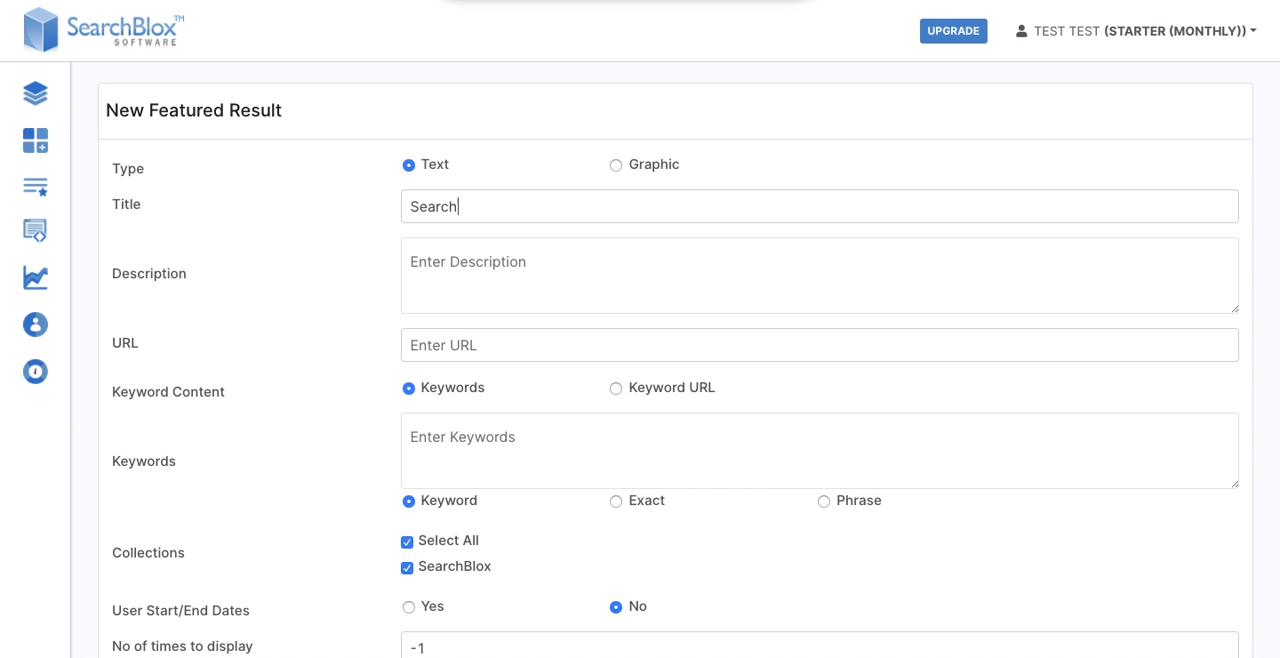 SearchBlox™
SOFTWARE
UPGRADE
TEST TEST (STARTER (MONTHLY))
New Featured Result
Type
Text
Graphic
Title
Search
Description
Enter Description
URL
Enter URL
Keyword Content
Keywords
Keyword URL
Keywords
Enter Keywords
Keyword
Exact
Phrase
Collections
Select All
SearchBlox
User Start/End Dates
Yes
No
No of times to display
-1